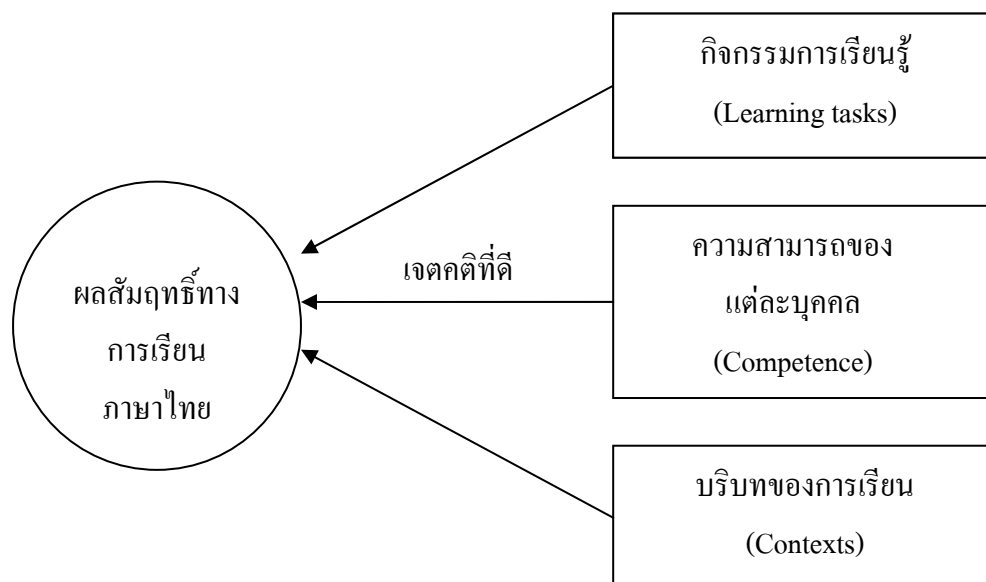 กิจกรรมการเรียนรู้
(Learning tasks)
ความสามารถของ
แต่ละบุคคล
(Competence)
เจตคติที่ดี
ผลสัมฤทธิ์ทาง
การเรียน
ภาษาไทย
บริบทของการเรียน
(Contexts)